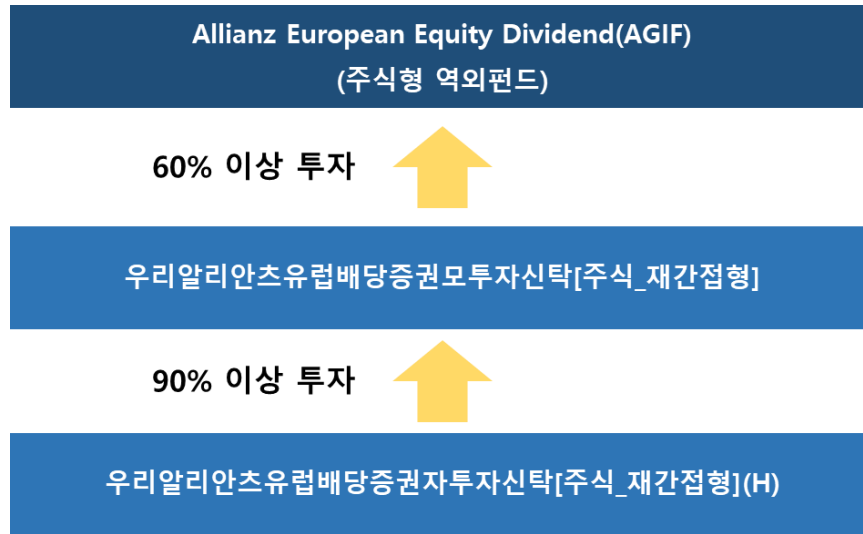 Allianz European Equity Dividend(AGIF)
(주식형 역외펀드)
60% 이상 투자
우리알리안츠유럽배당증권모투자신탁[주식_재간접형]
90% 이상 투자
우리알리안츠유럽배당증권자투자신탁[주식_재간접형](H)